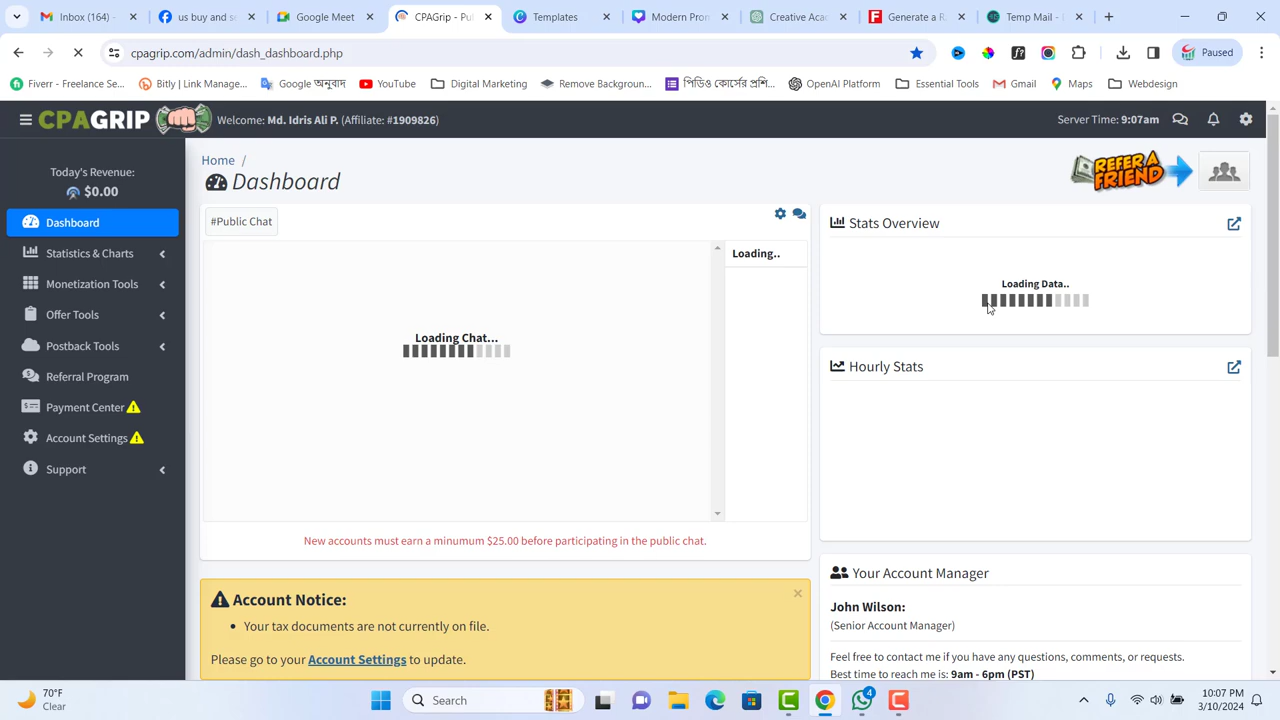 Inbox (16)
us buy and s
Google Meet
CPAGrip - Pu
Templates
Modern Pro
Creative Aca
Generate a R
Temp Mail -
cpagrip.com/admin/dash_dashboard.php
Paused
Fiverr - Freelance Se...
Bitly | Link Manage...
Google অনুবাদ
YouTube
Digital Marketing
Remove Background...
পিডিও কোর্সের প্রশি...
OpenAI Platform
Essential Tools
Gmail
Maps
Webdesign
CPAGRIP
Welcome: Md. Idris Ali P. (Affiliate: #1909826)
Server Time: 9:07am
Today's Revenue:
$0.00
Dashboard
Statistics & Charts
Monetization Tools
Offer Tools
Postback Tools
Referral Program
Payment Center
Account Settings
Support
Home /
Dashboard
REFER A
FRIEND
#Public Chat
Loading..
Loading Chat...
New accounts must earn a minumum $25.00 before participating in the public chat.
Account Notice:
• Your tax documents are not currently on file.
Please go to your Account Settings to update.
Stats Overview
Loading Data..
Hourly Stats
Your Account Manager
John Wilson:
(Senior Account Manager)
Feel free to contact me if you have any questions, comments, or requests.
Best time to reach me is: 9am - 6pm (PST)
70°F
Clear
Search
4
10:07 PM
3/10/2024